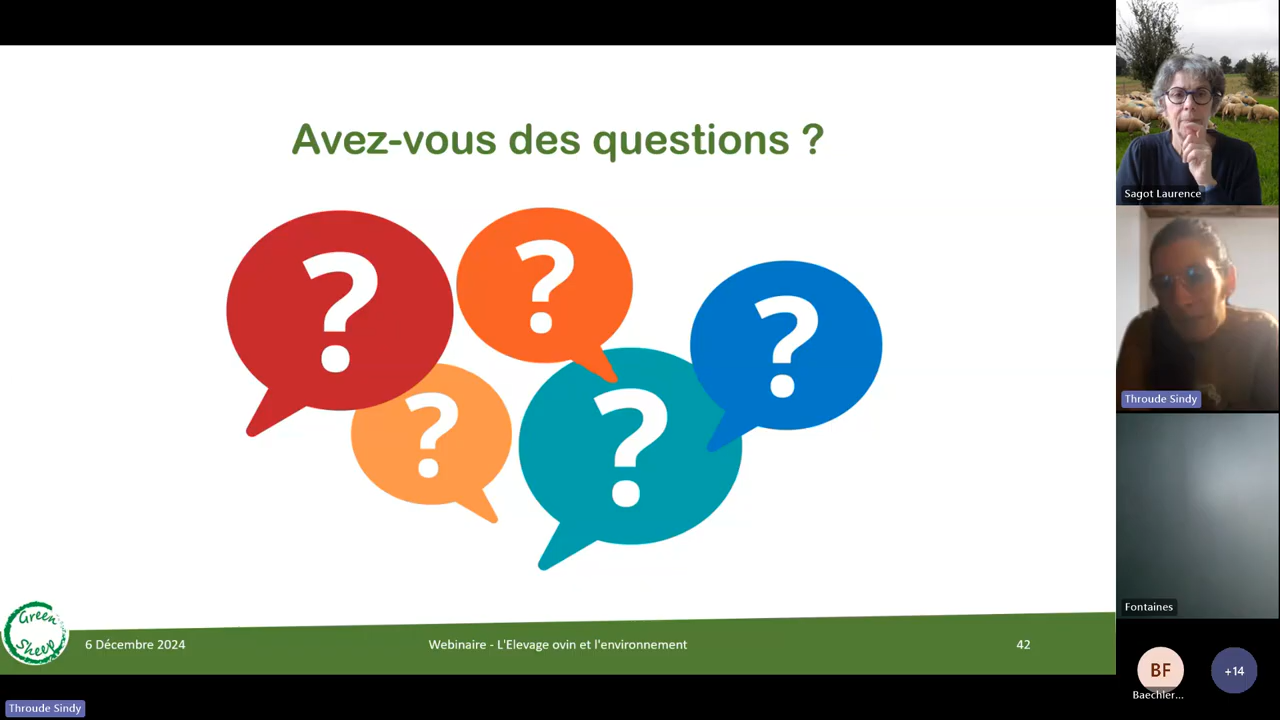 Avez-vous des questions ?
?
?
?
?
?
Green
Sheep
6 Décembre 2024
Webinaire - L'Elevage ovin et l'environnement
42
Throude Sindy
Sagot Laurence
Throude Sindy
Fontaines
BF
Baechler...
+14